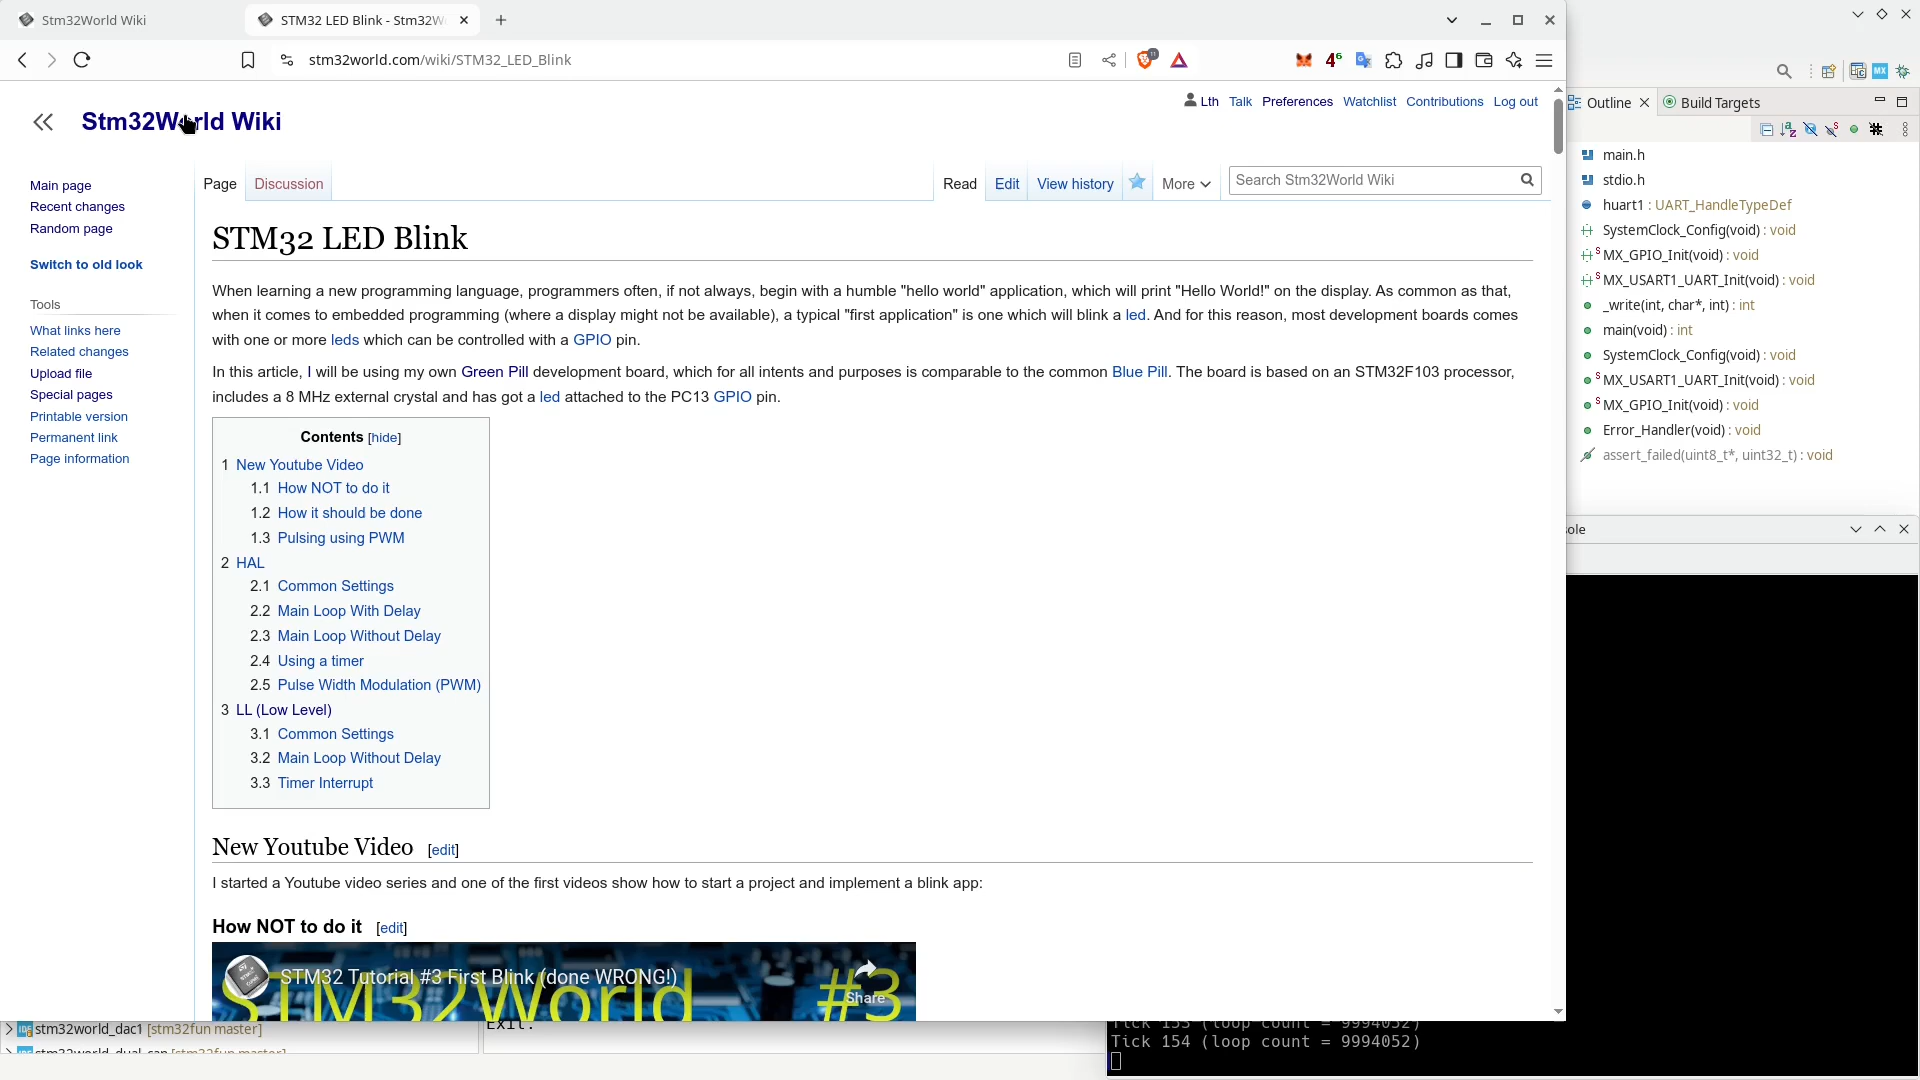 Stm32World Wiki
STM32 LED Blink - Stm32W
stm32world.com/wiki/STM32_LED_Blink
11
4⁶
MX
Stm32World Wiki
Lth Talk Preferences Watchlist Contributions Log out
Page Discussion
Read Edit View history More
Search Stm32World Wiki
Main page
Recent changes
Random page
Switch to old look
Tools
What links here
Related changes
Upload file
Special pages
Printable version
Permanent link
Page information
STM32 LED Blink
When learning a new programming language, programmers often, if not always, begin with a humble "hello world" application, which will print "Hello World!" on the display. As common as that,
when it comes to embedded programming (where a display might not be available), a typical "first application" is one which will blink a led. And for this reason, most development boards comes
with one or more leds which can be controlled with a GPIO pin.
In this article, I will be using my own Green Pill development board, which for all intents and purposes is comparable to the common Blue Pill. The board is based on an STM32F103 processor,
includes a 8 MHz external crystal and has got a led attached to the PC13 GPIO pin.
Contents [hide]
1 New Youtube Video
1.1 How NOT to do it
1.2 How it should be done
1.3 Pulsing using PWM
2 HAL
2.1 Common Settings
2.2 Main Loop With Delay
2.3 Main Loop Without Delay
2.4 Using a timer
2.5 Pulse Width Modulation (PWM)
3 LL (Low Level)
3.1 Common Settings
3.2 Main Loop Without Delay
3.3 Timer Interrupt
New Youtube Video [edit]
I started a Youtube video series and one of the first videos show how to start a project and implement a blink app:
How NOT to do it [edit]
STM32 Tutorial #3 First Blink (done WRONG!)
Share
STM32World #3
Outline
Build Targets
main.h
stdio.h
huart1 : UART_HandleTypeDef
SystemClock_Config(void) : void
MX_GPIO_Init(void) : void
MX_USART1_UART_Init(void) : void
_write(int, char*, int) : int
main(void) : int
SystemClock_Config(void) : void
MX_USART1_UART_Init(void) : void
MX_GPIO_Init(void) : void
Error_Handler(void) : void
assert_failed(uint8_t*, uint32_t) : void
sole
stm32world_dac1 [stm32fun master]
stm32world_dual_can [stm32fun master]
Exit.
Tick 153 (loop count = 9994052)
Tick 154 (loop count = 9994052)